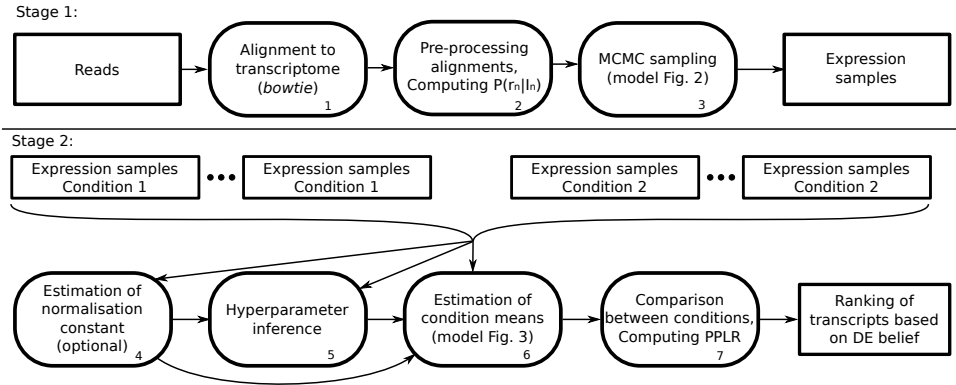 Stage 1:
Reads
Alignment to
transcriptome
(bowtie)
1
Pre-processing
alignments,
Computing P(rₙ|Iₙ)
2
MCMC sampling
(model Fig. 2)
3
Expression
samples
Stage 2:
Expression samples
Condition 1
•••
Expression samples
Condition 1
Expression samples
Condition 2
•••
Expression samples
Condition 2
Estimation of
normalisation
constant
(optional)
4
Hyperparameter
inference
5
Estimation of
condition means
(model Fig. 3)
6
Comparison
between conditions,
Computing PPLR
7
Ranking of
transcripts based
on DE belief